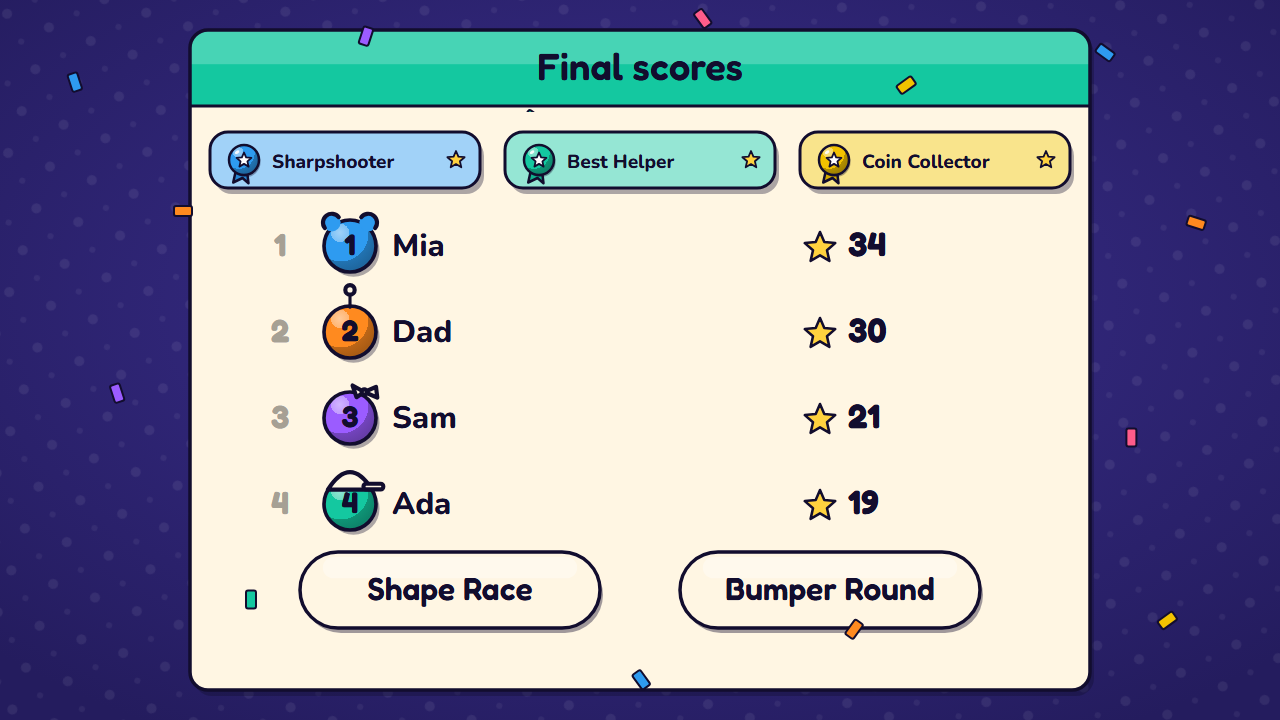 Final scores
Sharpshooter
Best Helper
Coin Collector
1 1 Mia 34
2 2 Dad 30
3 3 Sam 21
4 4 Ada 19
Shape Race
Bumper Round